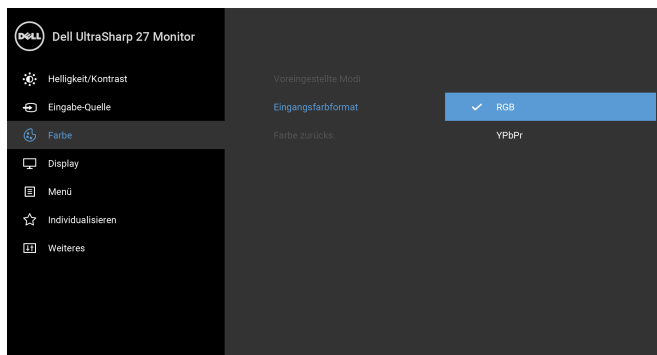 DELL Dell UltraSharp 27 Monitor
Helligkeit/Kontrast
Voreingestellte Modi
Eingabe-Quelle
Eingangsfarbformat
RGB
Farbe
Farbe zurücks.
YPbPr
Display
Menü
Individualisieren
Weiteres